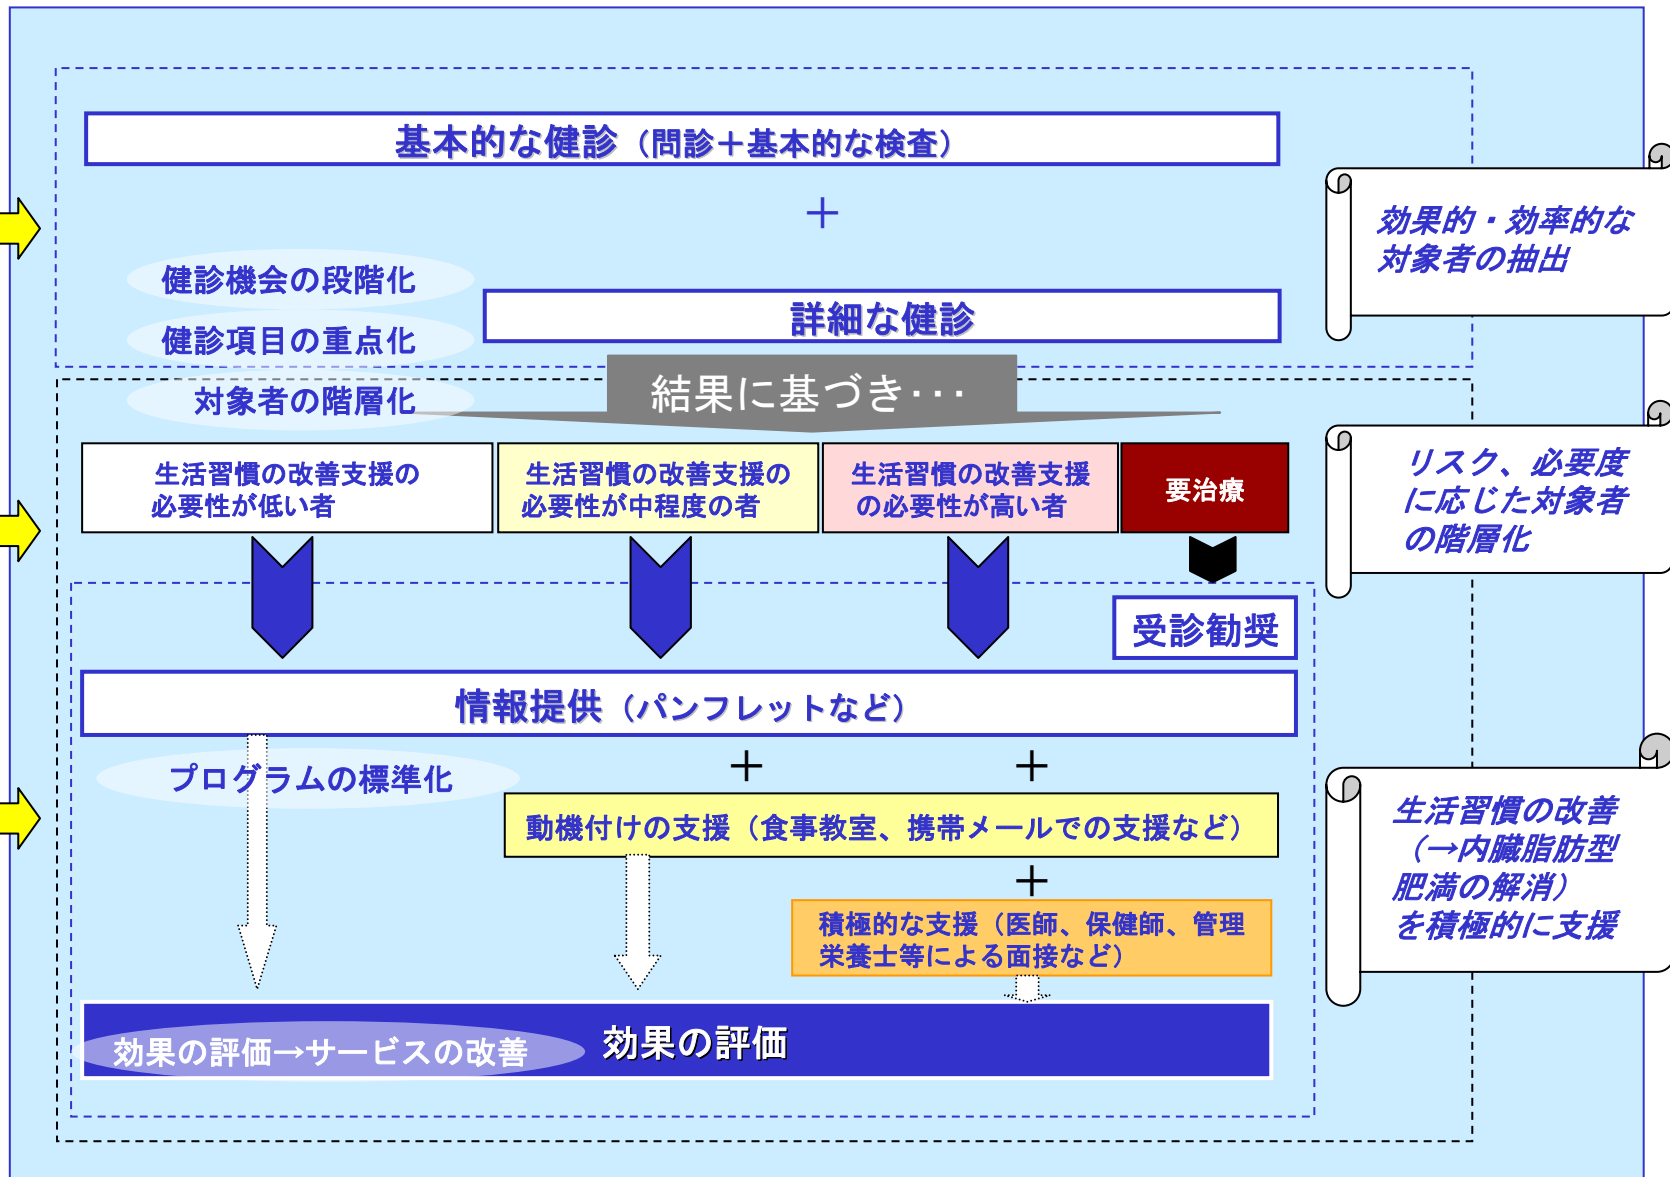 基本的な健診（問診＋基本的な検査）
＋
効果的・効率的な
対象者の抽出
健診機会の段階化
詳細な健診
健診項目の重点化
結果に基づき･･･
対象者の階層化
生活習慣の改善支援の
必要性が低い者
生活習慣の改善支援の
必要性が中程度の者
生活習慣の改善支援
の必要性が高い者
要治療
リスク、必要度
に応じた対象者
の階層化
受診勧奨
情報提供（パンフレットなど）
プログラムの標準化
＋
＋
動機付けの支援（食事教室、携帯メールでの支援など）
＋
積極的な支援（医師、保健師、管理
栄養士等による面接など）
生活習慣の改善
（→内臓脂肪型
肥満の解消）
を積極的に支援
効果の評価→サービスの改善
効果の評価